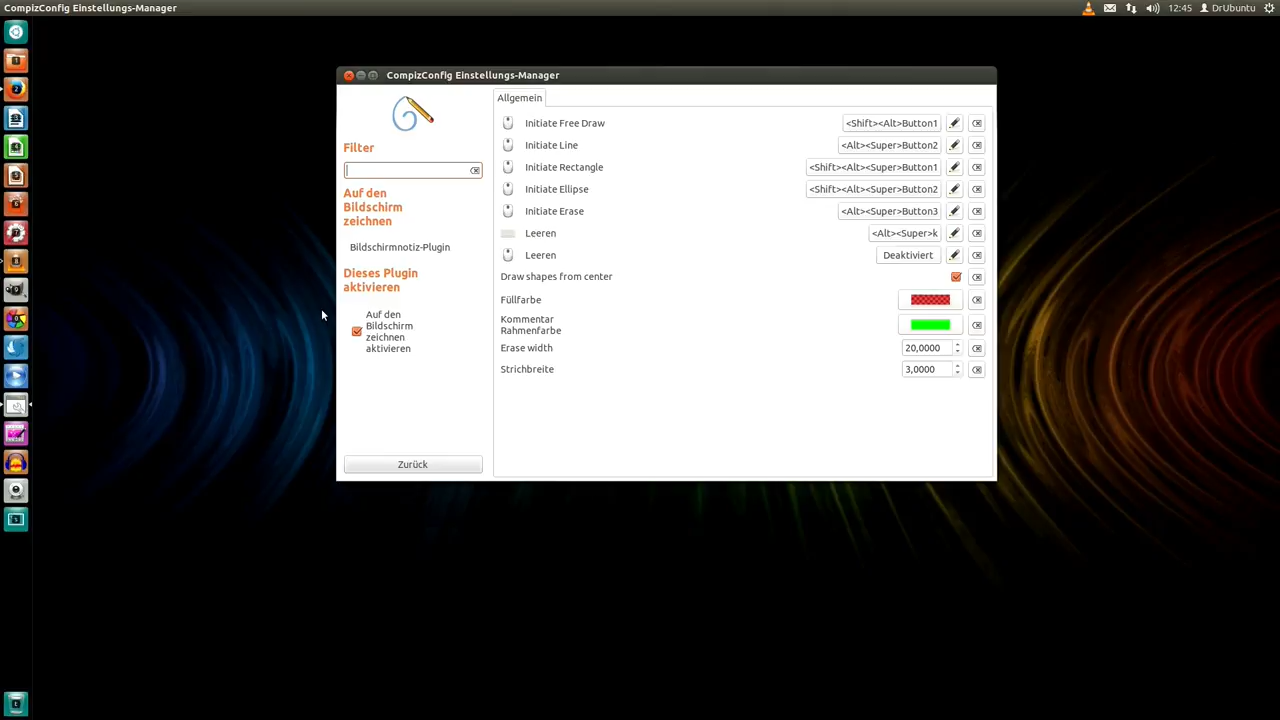 CompizConfig Einstellungs-Manager
12:45 DrUbuntu
CompizConfig Einstellungs-Manager
Filter
Auf den
Bildschirm
zeichnen
Bildschirmnotiz-Plugin
Dieses Plugin
aktivieren
Auf den
Bildschirm
zeichnen
aktivieren
Zurück
Allgemein
Initiate Free Draw <Shift><Alt>Button1
Initiate Line <Alt><Super>Button2
Initiate Rectangle <Shift><Alt><Super>Button1
Initiate Ellipse <Shift><Alt><Super>Button2
Initiate Erase <Alt><Super>Button3
Leeren <Alt><Super>k
Leeren Deaktiviert
Draw shapes from center
Füllfarbe
Kommentar
Rahmenfarbe
Erase width 20,0000
Strichbreite 3,0000